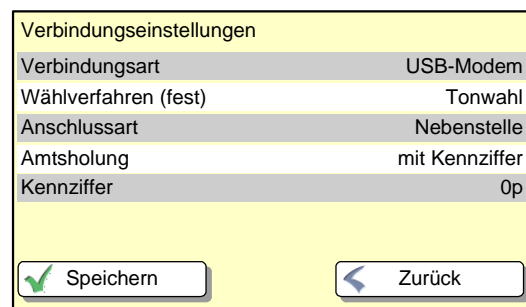 Verbindungseinstellungen
Verbindungsart USB-Modem
Wählverfahren (fest) Tonwahl
Anschlussart Nebenstelle
Amtsholung mit Kennziffer
Kennziffer 0p
Speichern Zurück